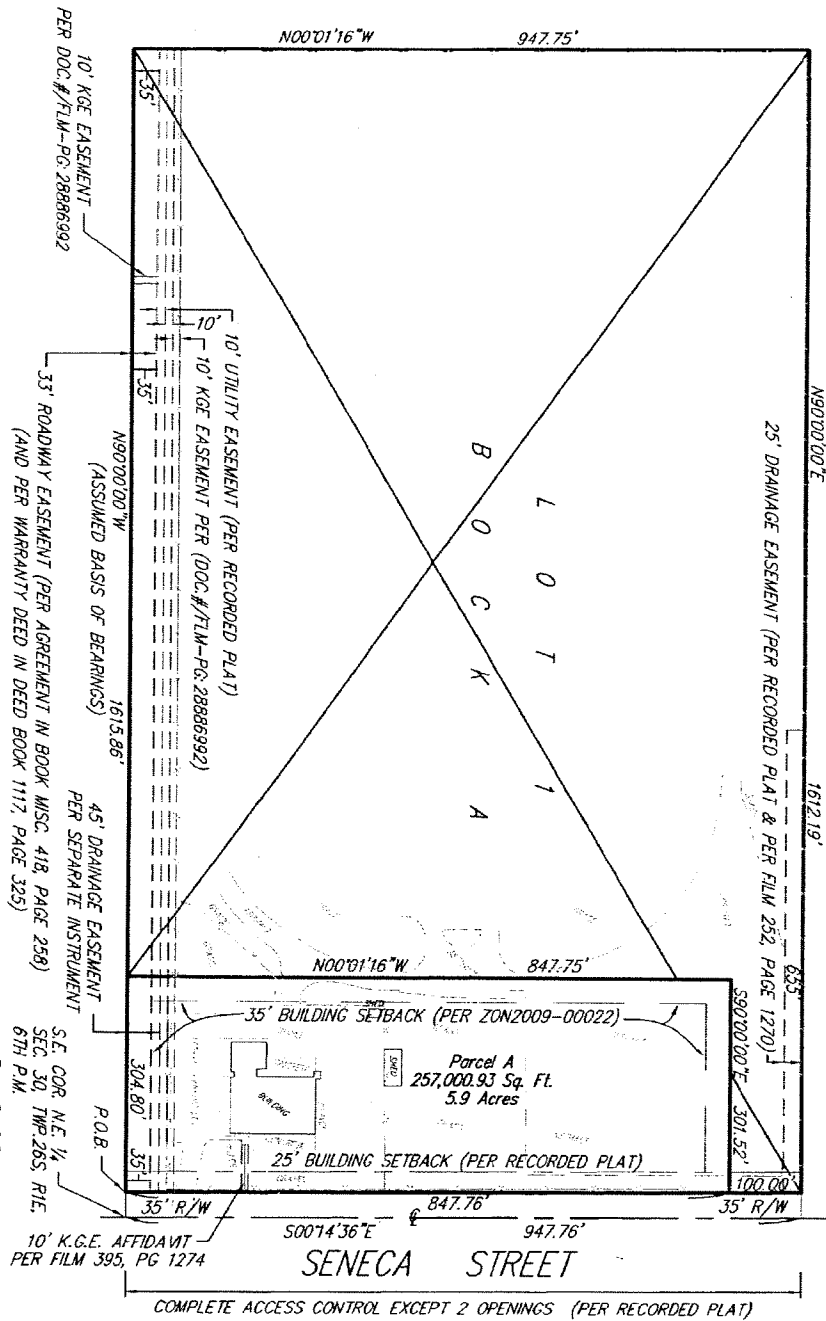 N00°01'16"W
947.75'
10' KGE EASEMENT
PER DOC.#/FLM-PG: 28886992
35'
10'
35'
10' UTILITY EASEMENT (PER RECORDED PLAT)
10' KGE EASEMENT PER (DOC.#/FLM-PG: 28886992)
N90°00'00"W
1615.86'
(ASSUMED BASIS OF BEARINGS)
33' ROADWAY EASEMENT (PER AGREEMENT IN BOOK MISC. 418, PAGE 258)
(AND PER WARRANTY DEED IN DEED BOOK 1117, PAGE 325)
LOT 1
BLOCK A
N90°00'00"E
1612.19'
25' DRAINAGE EASEMENT (PER RECORDED PLAT & PER FILM 252, PAGE 1270)
655'
45' DRAINAGE EASEMENT
PER SEPARATE INSTRUMENT
N00°01'16"W
847.75'
S90°00'00"E
301.52'
SHED
35' BUILDING SETBACK (PER ZON2009-00022)
SHED
Parcel A
257,000.93 Sq. Ft.
5.9 Acres
BUILDING
304.80
35'
25' BUILDING SETBACK (PER RECORDED PLAT)
100.00'
S.E. COR. N.E. ¼
SEC. 30, TWP.26S, R1E,
6TH P.M.
P.O.B.
35' R/W
847.76'
35' R/W
S00°14'36"E
947.76'
10' K.G.E. AFFIDAVIT
PER FILM 395, PG 1274
SENECA STREET
COMPLETE ACCESS CONTROL EXCEPT 2 OPENINGS (PER RECORDED PLAT)